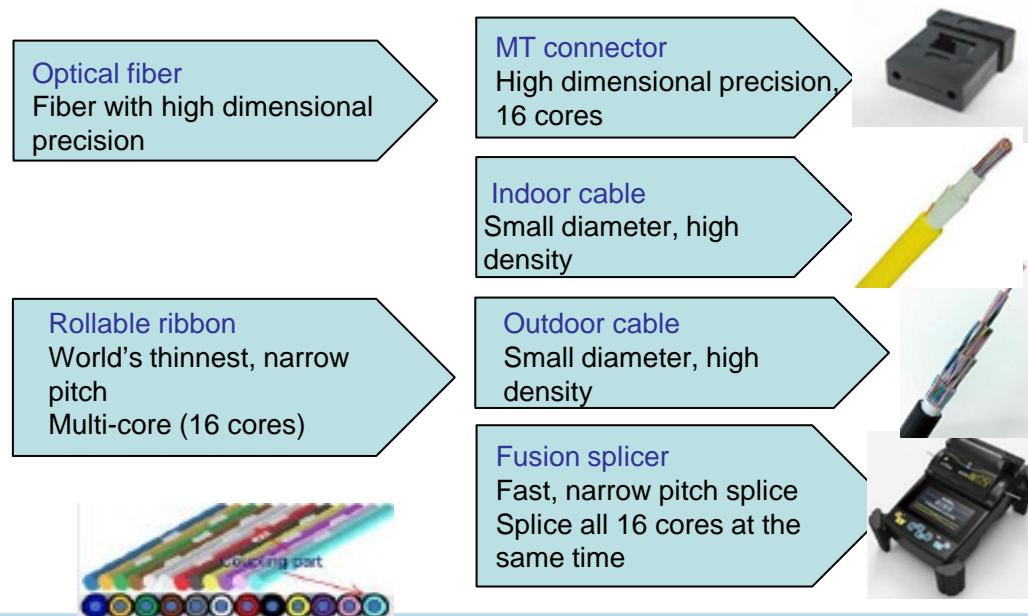 Optical fiber
Fiber with high dimensional
precision
MT connector
High dimensional precision,
16 cores
Indoor cable
Small diameter, high
density
Rollable ribbon
World's thinnest, narrow
pitch
Multi-core (16 cores)
Outdoor cable
Small diameter, high
density
Fusion splicer
Fast, narrow pitch splice
Splice all 16 cores at the
same time
Coupling part